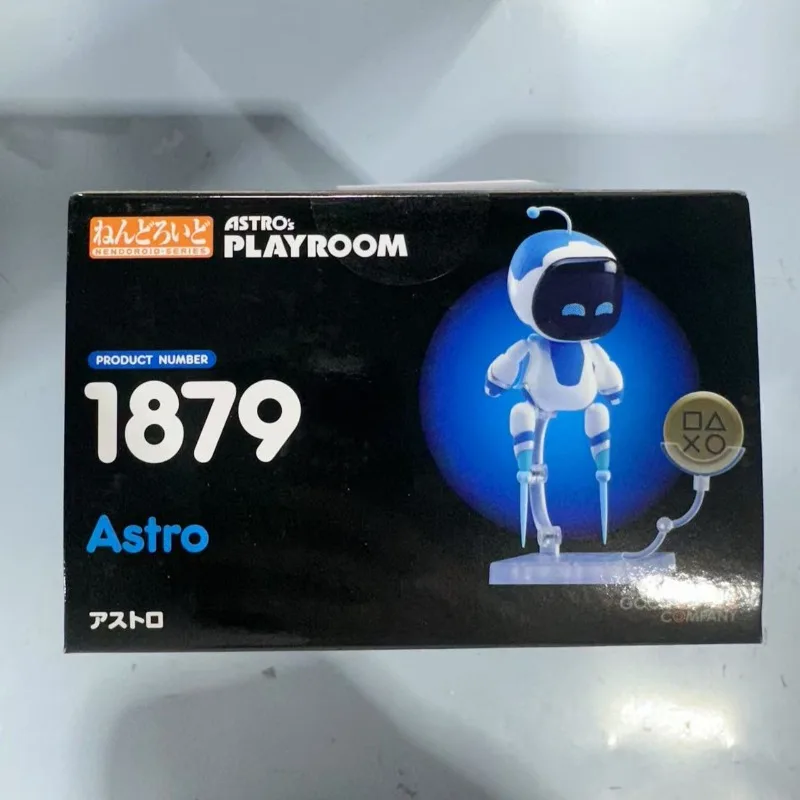 ねんどろいど
NENDOROID-SERIES
ASTRO's
PLAYROOM
PRODUCT NUMBER
1879
Astro
アストロ
COMPANY